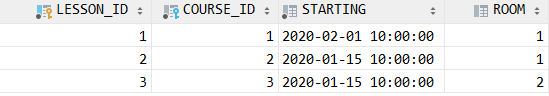 LESSON_ID COURSE_ID STARTING ROOM
1 1 2020-02-01 10:00:00 1
2 2 2020-01-15 10:00:00 1
3 3 2020-01-15 10:00:00 2